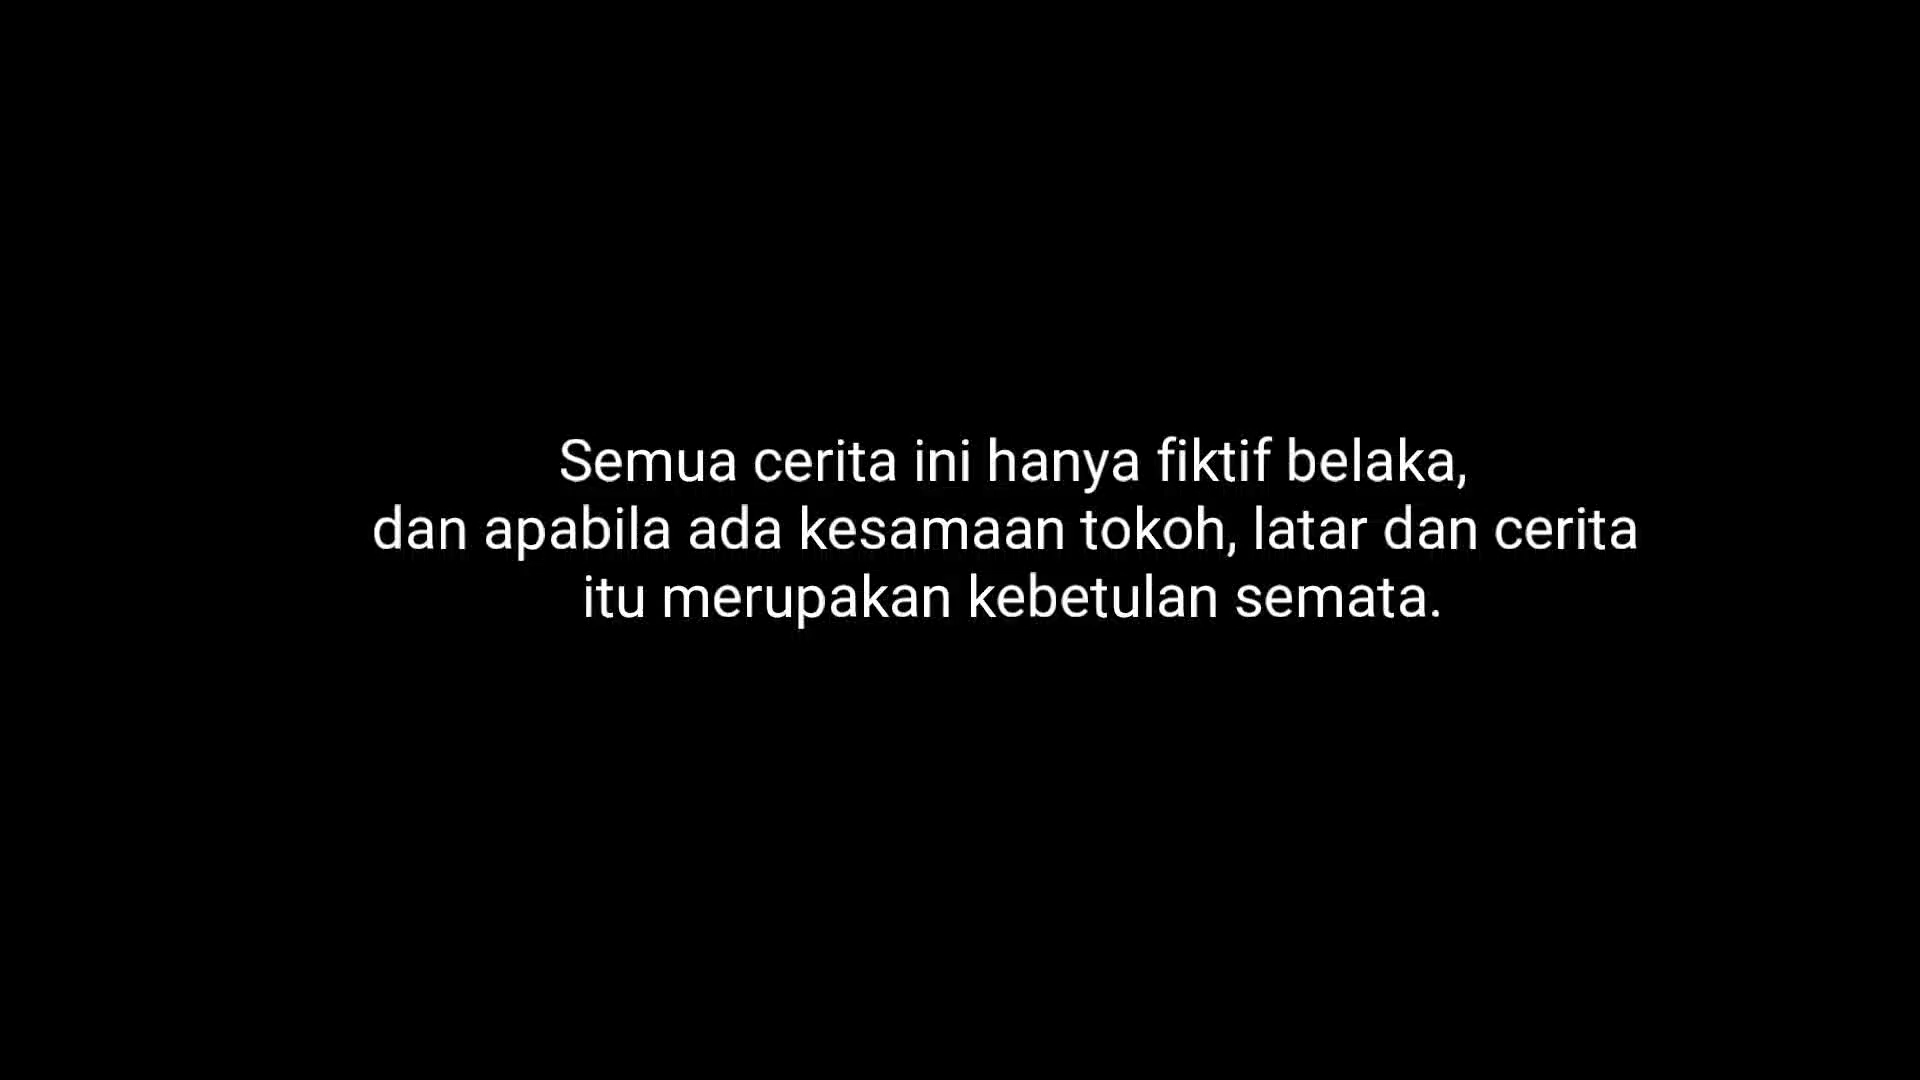 Semua cerita ini hanya fiktif belaka,
dan apabila ada kesamaan tokoh, latar dan cerita
itu merupakan kebetulan semata.